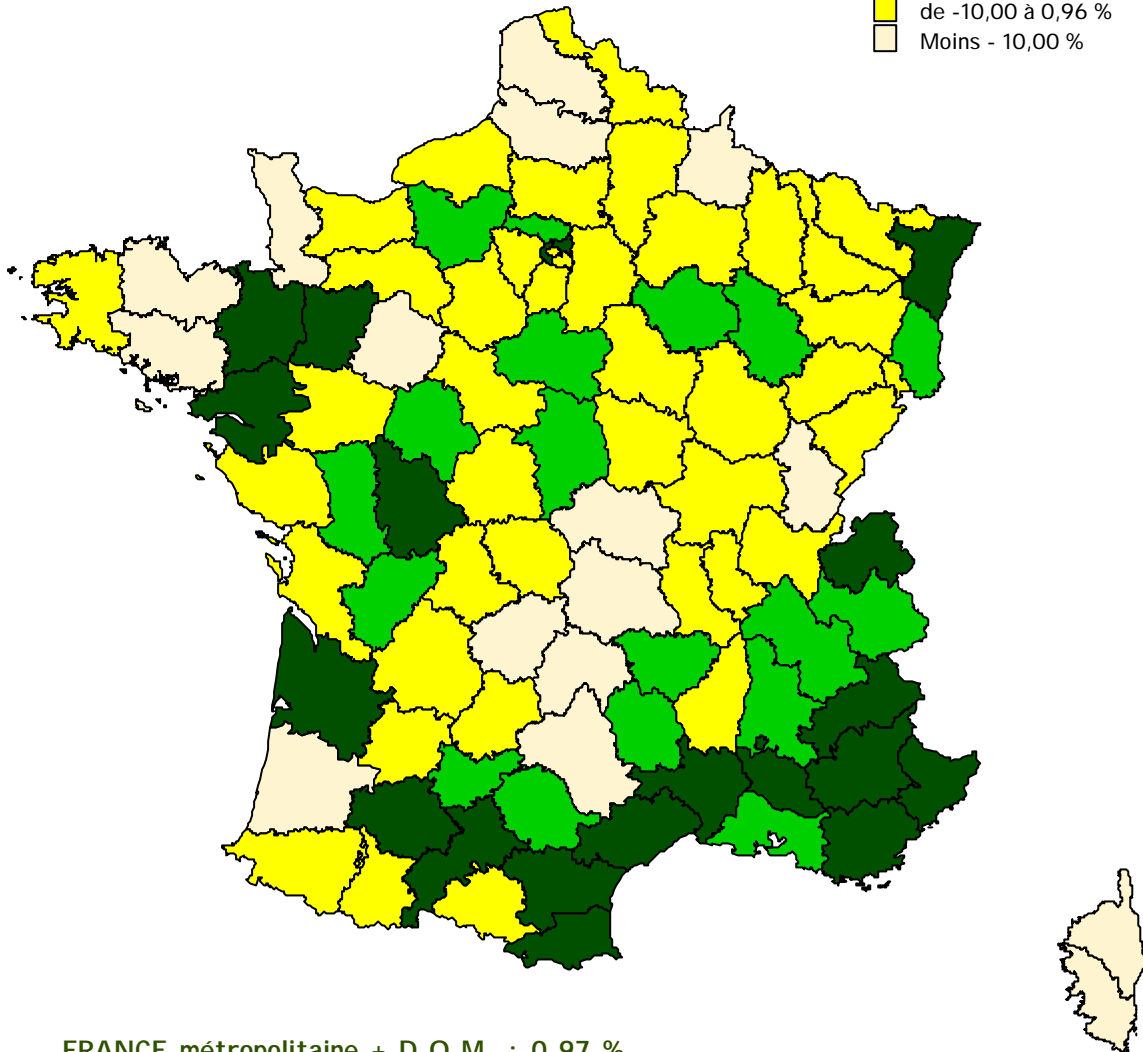 de -10,00 à 0,96 %
Moins - 10,00 %
FRANCE métropolitaine + D.O.M. : 0,97 %